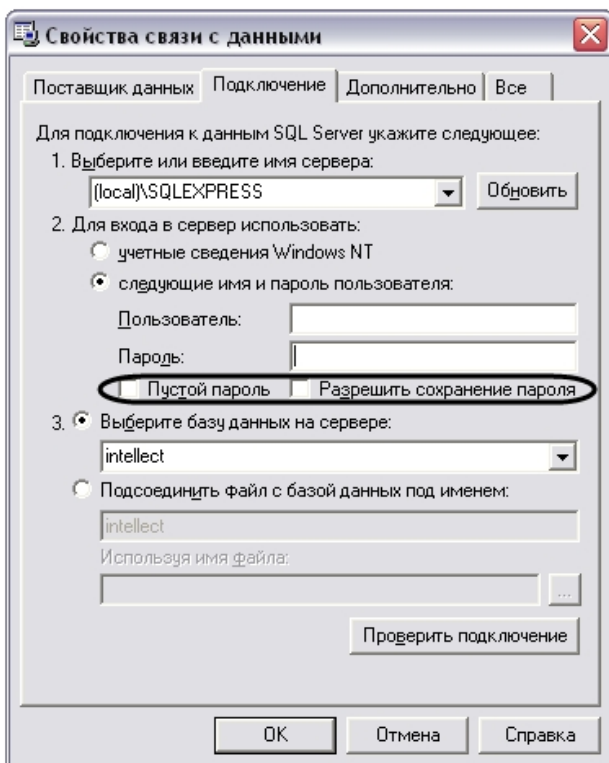 Свойства связи с данными
Поставщик данных Подключение Дополнительно Все
Для подключения к данным SQL Server укажите следующее:
1. Выберите или введите имя сервера:
(local)\SQLEXPRESS Обновить
2. Для входа в сервер использовать:
учетные сведения Windows NT
следующие имя и пароль пользователя:
Пользователь:
Пароль:
Пустой пароль Разрешить сохранение пароля
3. Выберите базу данных на сервере:
intellect
Подсоединить файл с базой данных под именем:
intellect
Используя имя файла:
...
Проверить подключение
OK Отмена Справка